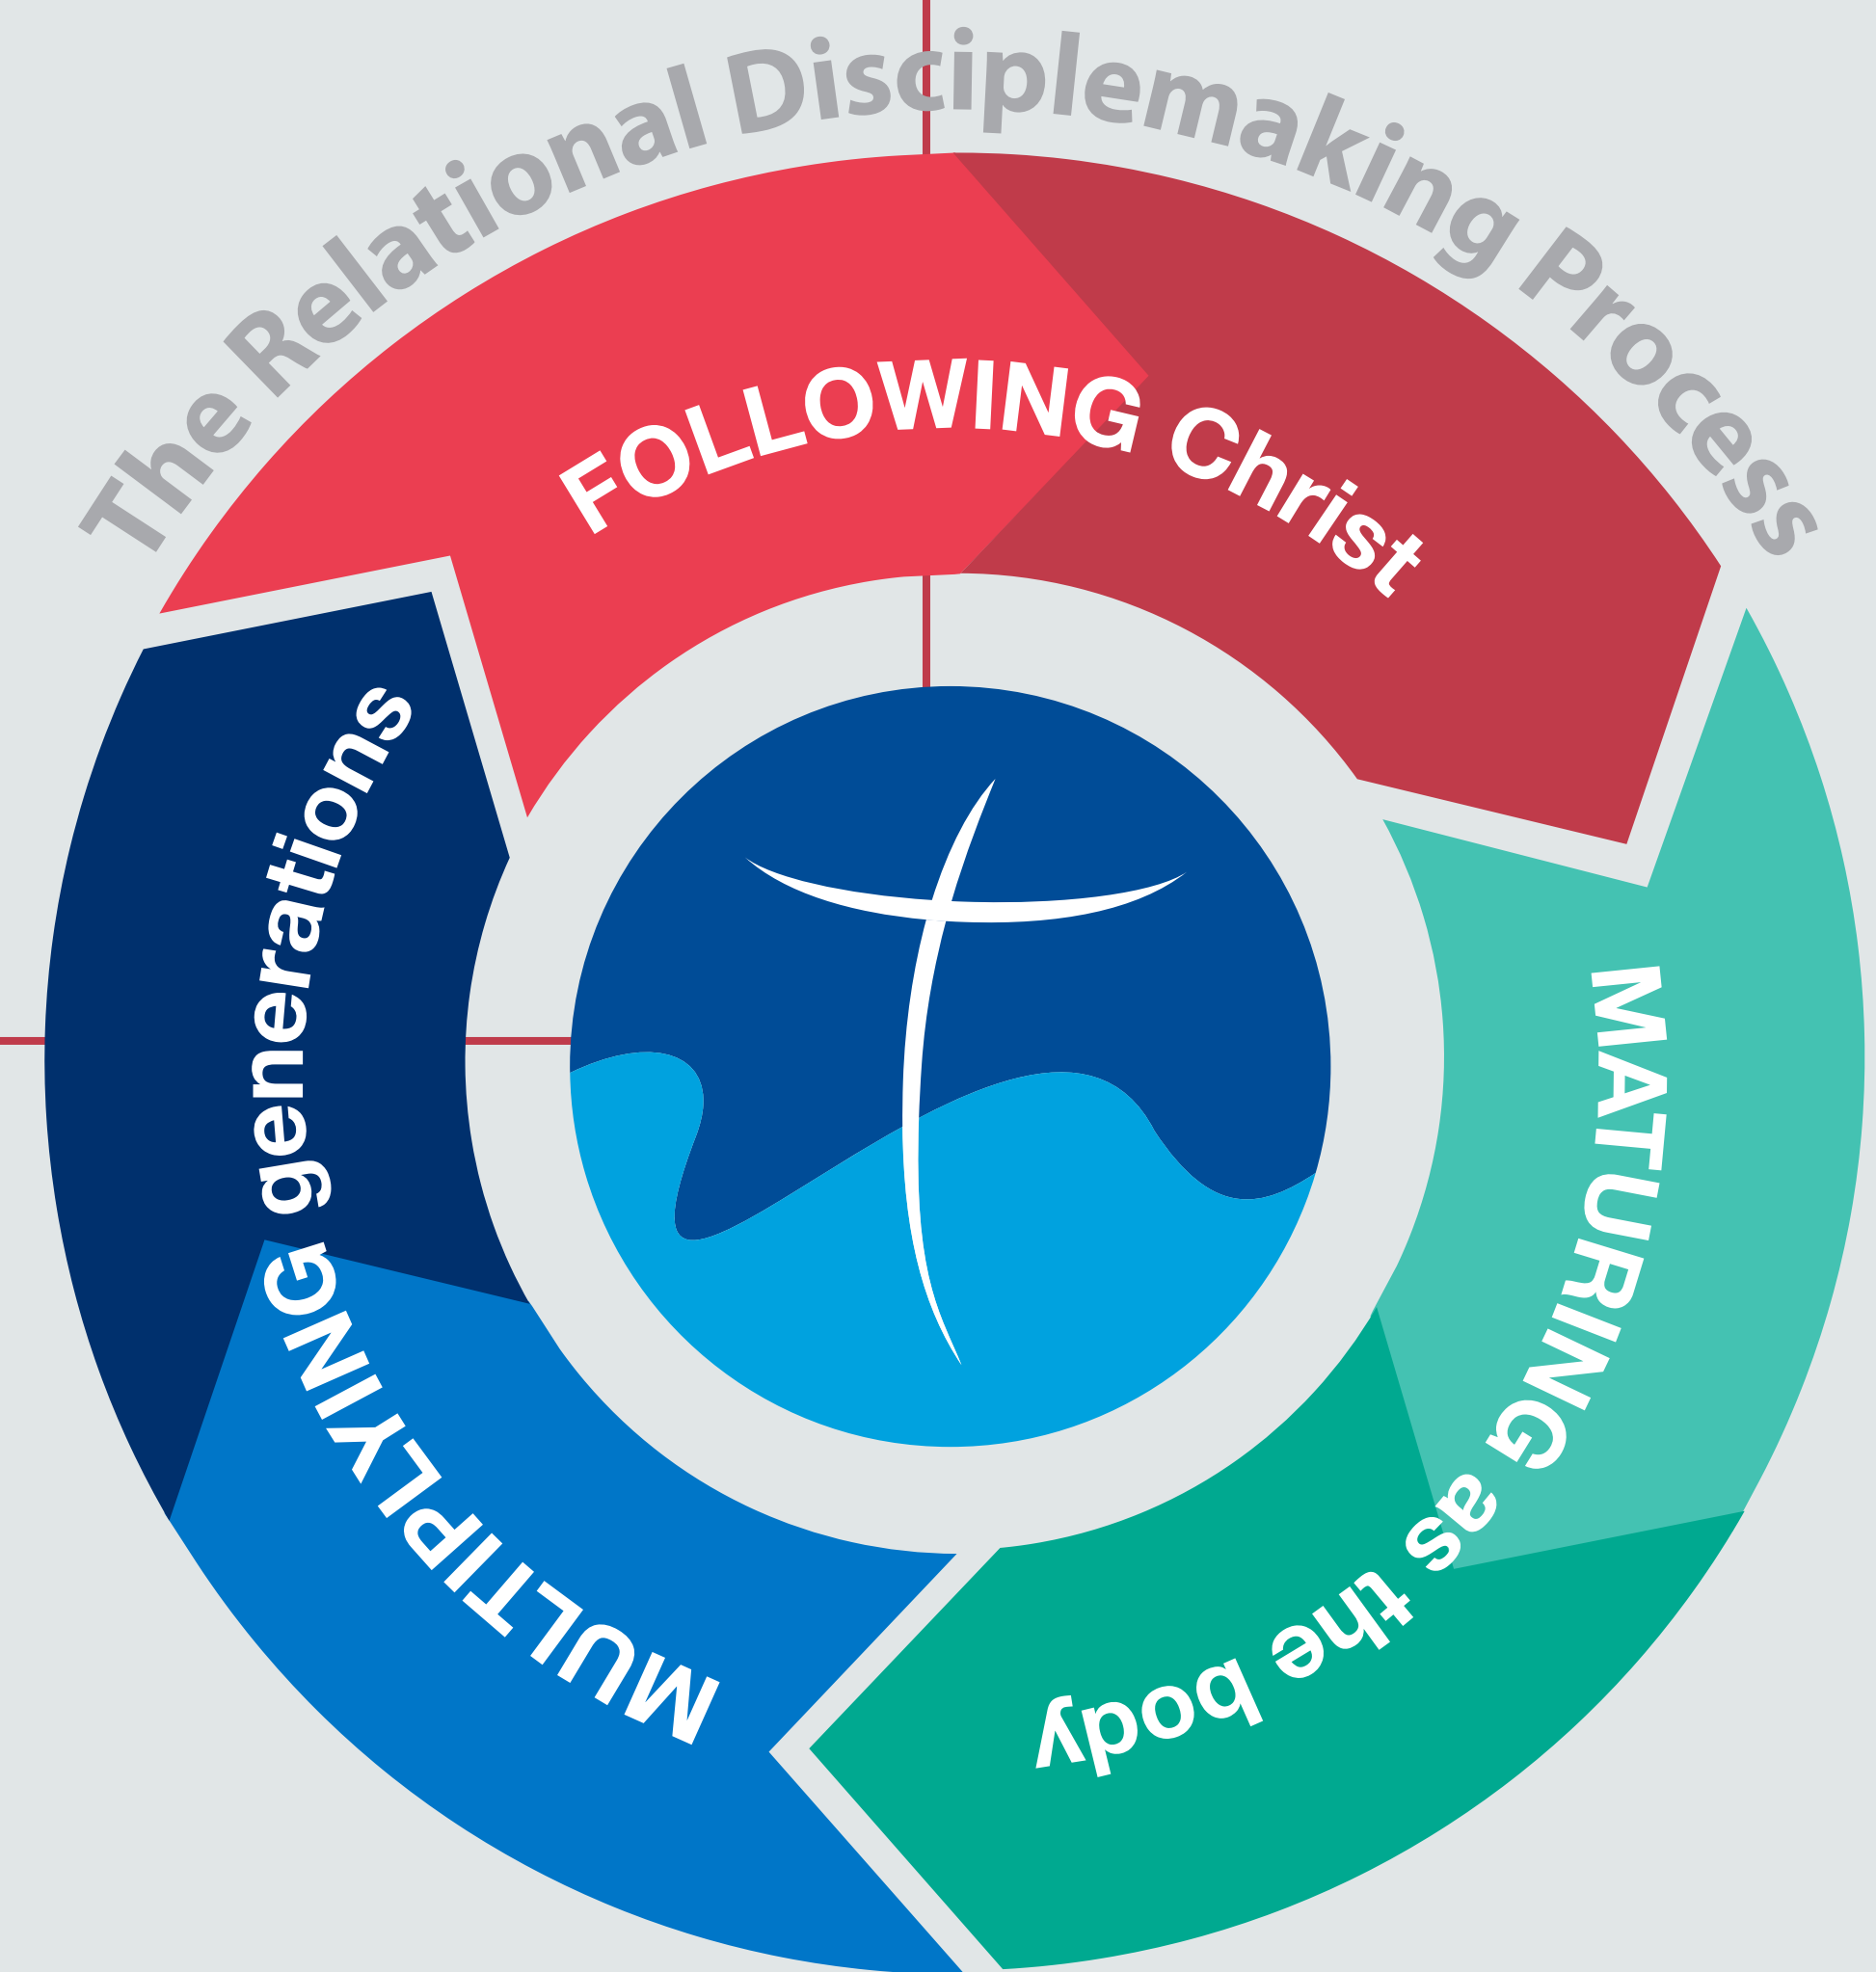 The Relational Disciplemaking Process
FOLLOWING Christ
MATURING as the body
MULTIPLYING generations